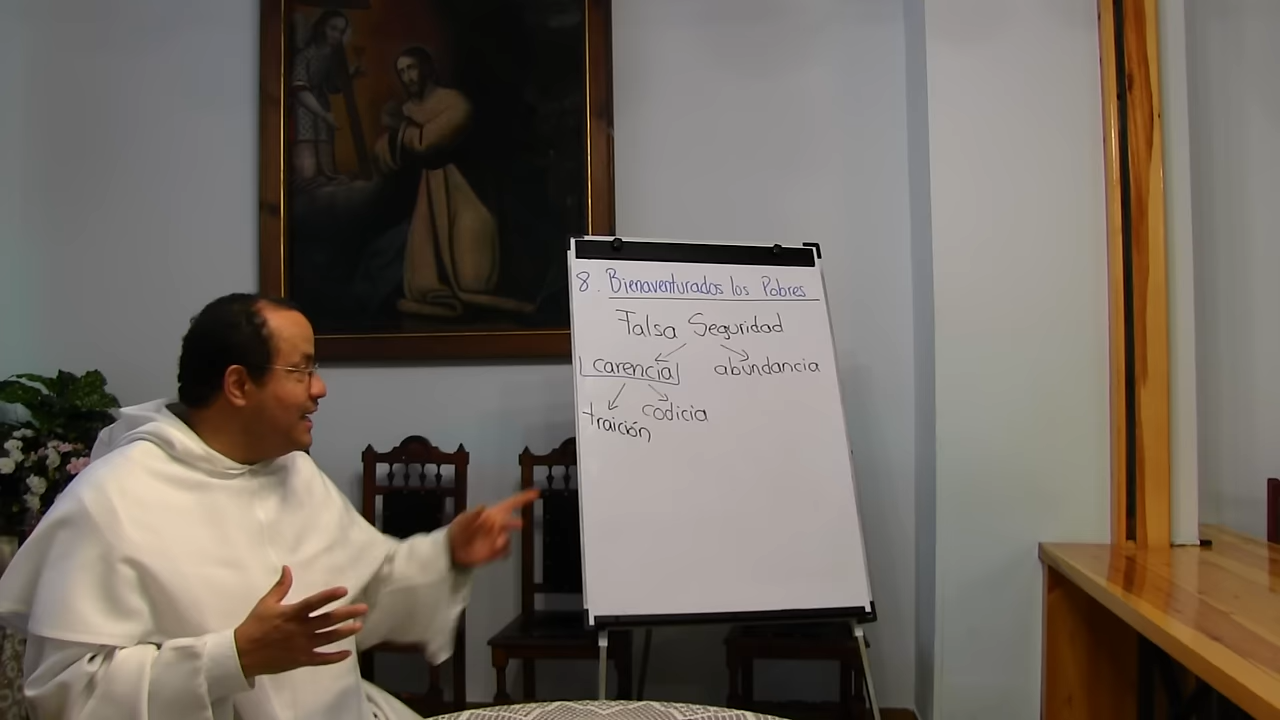 8. Bienaventurados los Pobres
Falsa Seguridad
carencia abundancia
traición codicia